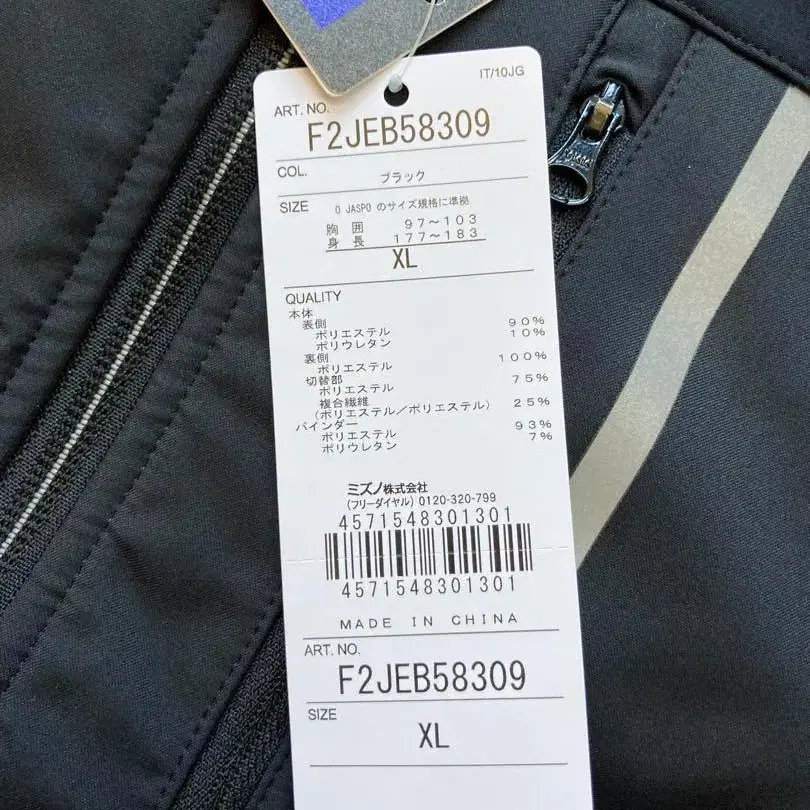 IT/10JG
ART. NO.
F2JEB58309
COL.
ブラック
SIZE
O JASPO のサイズ規格に準拠
胸 囲 97~103
身 長 177~183
XL
QUALITY
本体
表側
ポリエステル 90%
ポリウレタン 10%
裏側
ポリエステル 100%
切替部
ポリエステル 75%
複合繊維
(ポリエステル/ポリエステル) 25%
バインダー
ポリエステル 93%
ポリウレタン 7%
ミズノ株式会社
(フリーダイヤル) 0120-320-799
4571548301301
4571548301301
MADE IN CHINA
ART. NO.
F2JEB58309
SIZE
XL